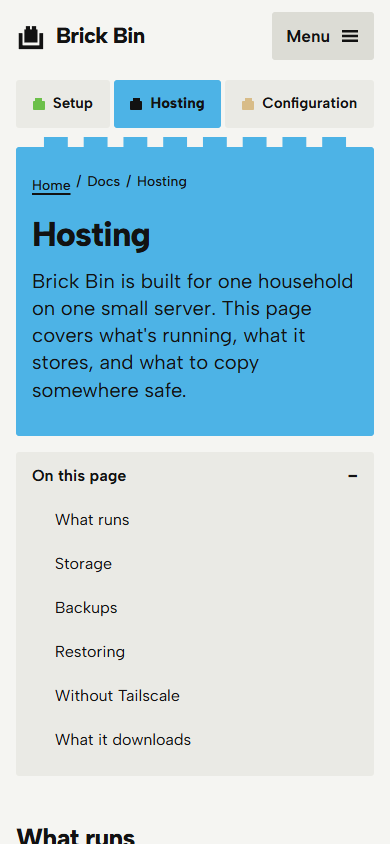 Brick Bin
Menu
Setup
Hosting
Configuration
Home / Docs / Hosting
Hosting
Brick Bin is built for one household
on one small server. This page
covers what's running, what it
stores, and what to copy
somewhere safe.
On this page
What runs
Storage
Backups
Restoring
Without Tailscale
What it downloads
What runs